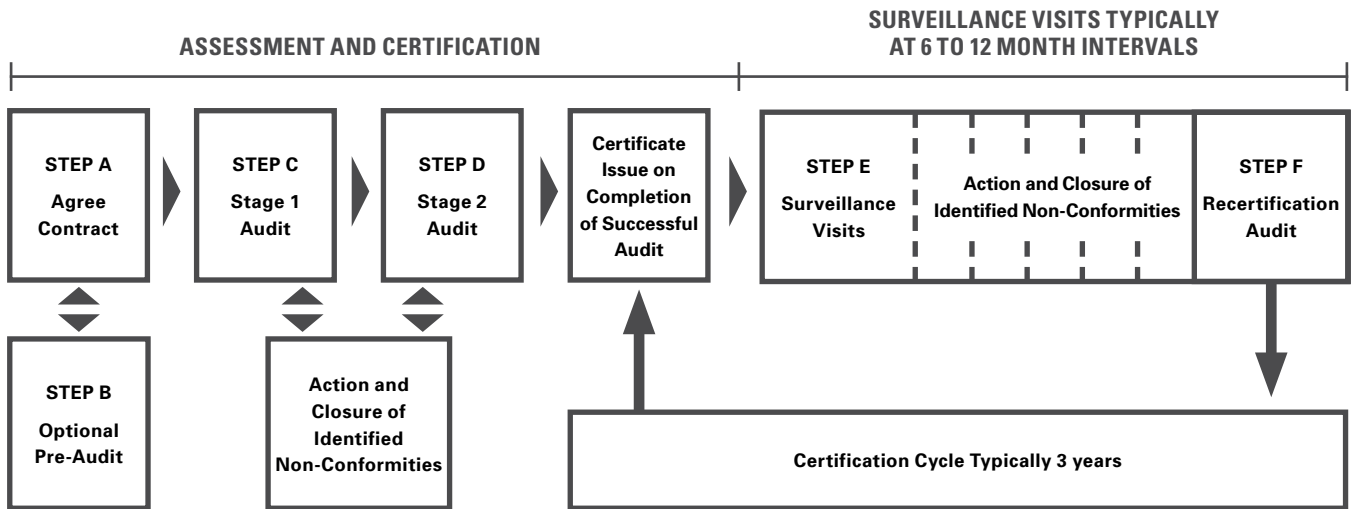 ASSESSMENT AND CERTIFICATION
SURVEILLANCE VISITS TYPICALLY
AT 6 TO 12 MONTH INTERVALS
STEP A
Agree
Contract
STEP C
Stage 1
Audit
STEP D
Stage 2
Audit
Certificate
Issue on
Completion
of Successful
Audit
STEP E
Surveillance
Visits
Action and Closure of
Identified Non-Conformities
STEP F
Recertification
Audit
STEP B
Optional
Pre-Audit
Action and
Closure of
Identified
Non-Conformities
Certification Cycle Typically 3 years